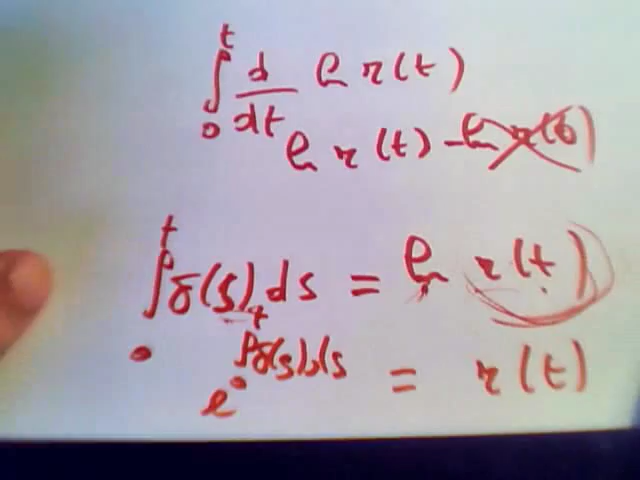 ∫₀ᵗ d/dt ln r(t)
ln r(t) - ln r(0)
∫₀ᵗ δ(s) ds = ln r(t)
e^(∫₀ᵗ δ(s) ds) = r(t)